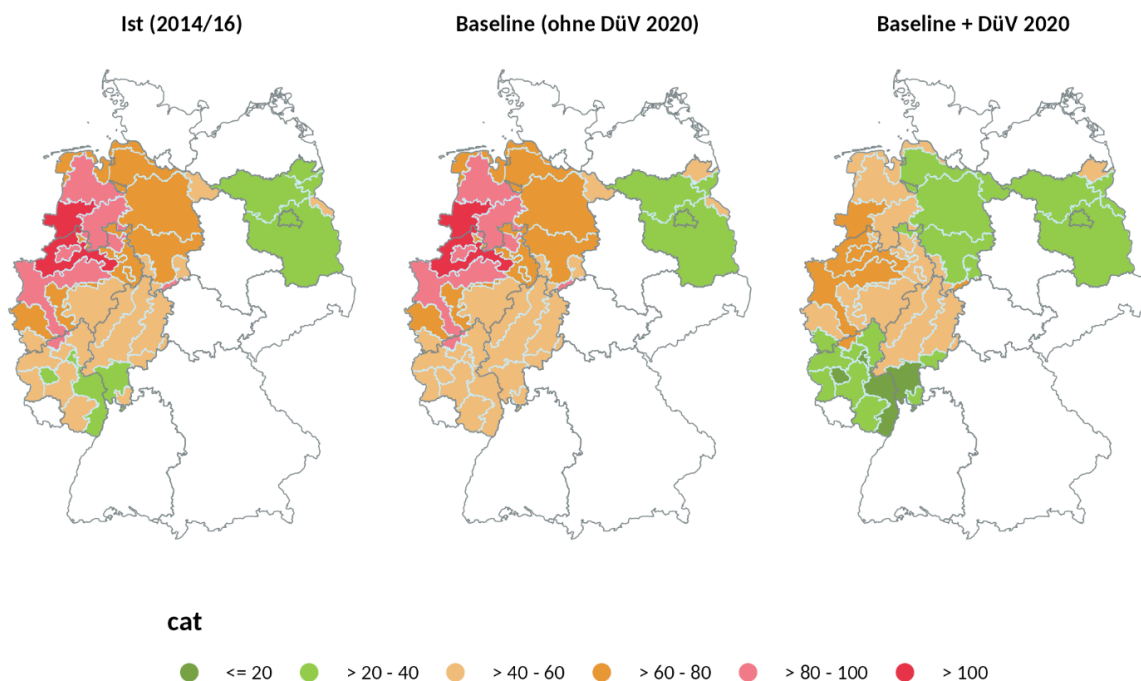 Ist (2014/16) Baseline (ohne DüV 2020) Baseline + DüV 2020
cat
<= 20 > 20 - 40 > 40 - 60 > 60 - 80 > 80 - 100 > 100